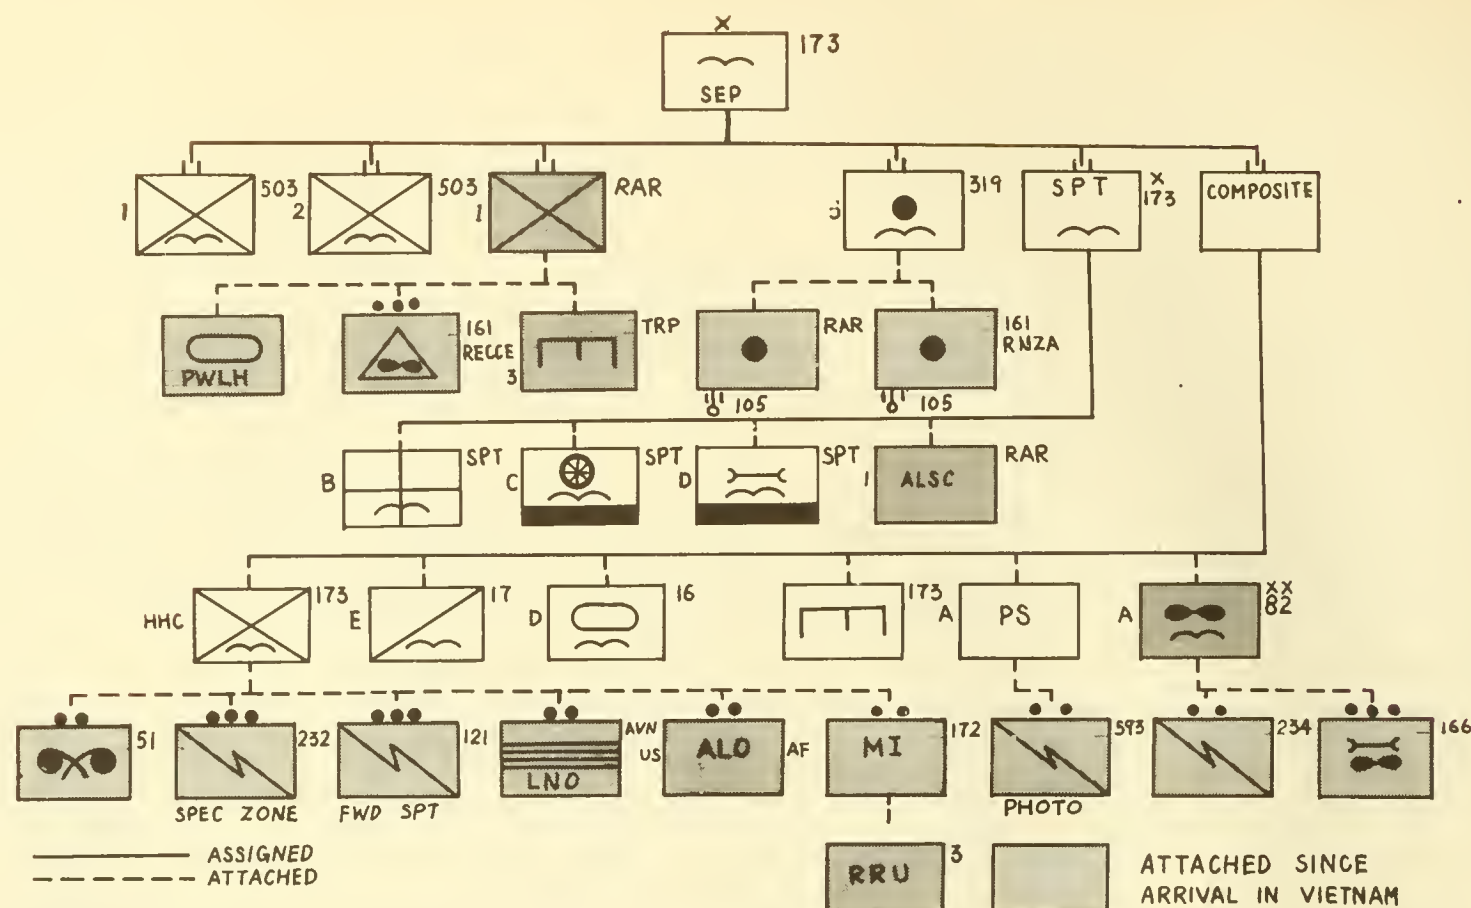 173
SEP
1
503
2
503
1
RAR
319
SPT
X
173
COMPOSITE
PWLH
161
RECCE
3
TRP
RAR
105
161
RNZA
105
B
SPT
C
SPT
D
SPT
1
ALSC
RAR
HHC
173
E
17
D
16
173
A
PS
A
XX
82
51
232
SPEC ZONE
121
FWD SPT
LNO
AVN
US
ALO
AF
MI
172
593
PHOTO
234
166
ASSIGNED
ATTACHED
RRU
3
ATTACHED SINCE
ARRIVAL IN VIETNAM